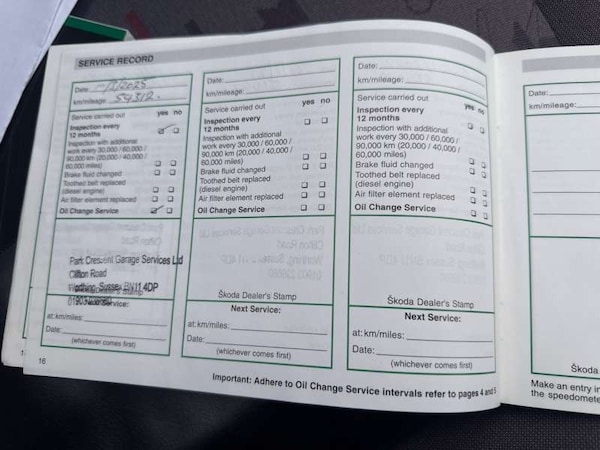 SERVICE RECORD
Date: /1/2025
km/mileage: 59312.
Service carried out yes no
Inspection every
12 months
Inspection with additional
work every 30,000 / 60,000 /
90,000 km (20,000 / 40,000 /
60,000 miles)
Brake fluid changed
Toothed belt replaced
(diesel engine)
Air filter element replaced
Oil Change Service
Park Crescent Garage Services Ltd
Clifton Road
Worthing, Sussex BN11 4DP
01903
Skoda Dealer's Stamp
Next Service:
at: km/miles:
Date:
(whichever comes first)
16
Date:
km/mileage:
Service carried out yes no
Inspection every
12 months
Inspection with additional
work every 30,000 / 60,000 /
90,000 km (20,000 / 40,000 /
60,000 miles)
Brake fluid changed
Toothed belt replaced
(diesel engine)
Air filter element replaced
Oil Change Service
Škoda Dealer's Stamp
Next Service:
at: km/miles:
Date:
(whichever comes first)
Date:
km/mileage:
Service carried out yes no
Inspection every
12 months
Inspection with additional
work every 30,000 / 60,000 /
90,000 km (20,000 / 40,000 /
60,000 miles)
Brake fluid changed
Toothed belt replaced
(diesel engine)
Air filter element replaced
Oil Change Service
Škoda Dealer's Stamp
Next Service:
at: km/miles:
Date:
(whichever comes first)
Important: Adhere to Oil Change Service intervals refer to pages 4 and 5
Date:
km/mileage:
Škoda
Make an entry in
the speedomete